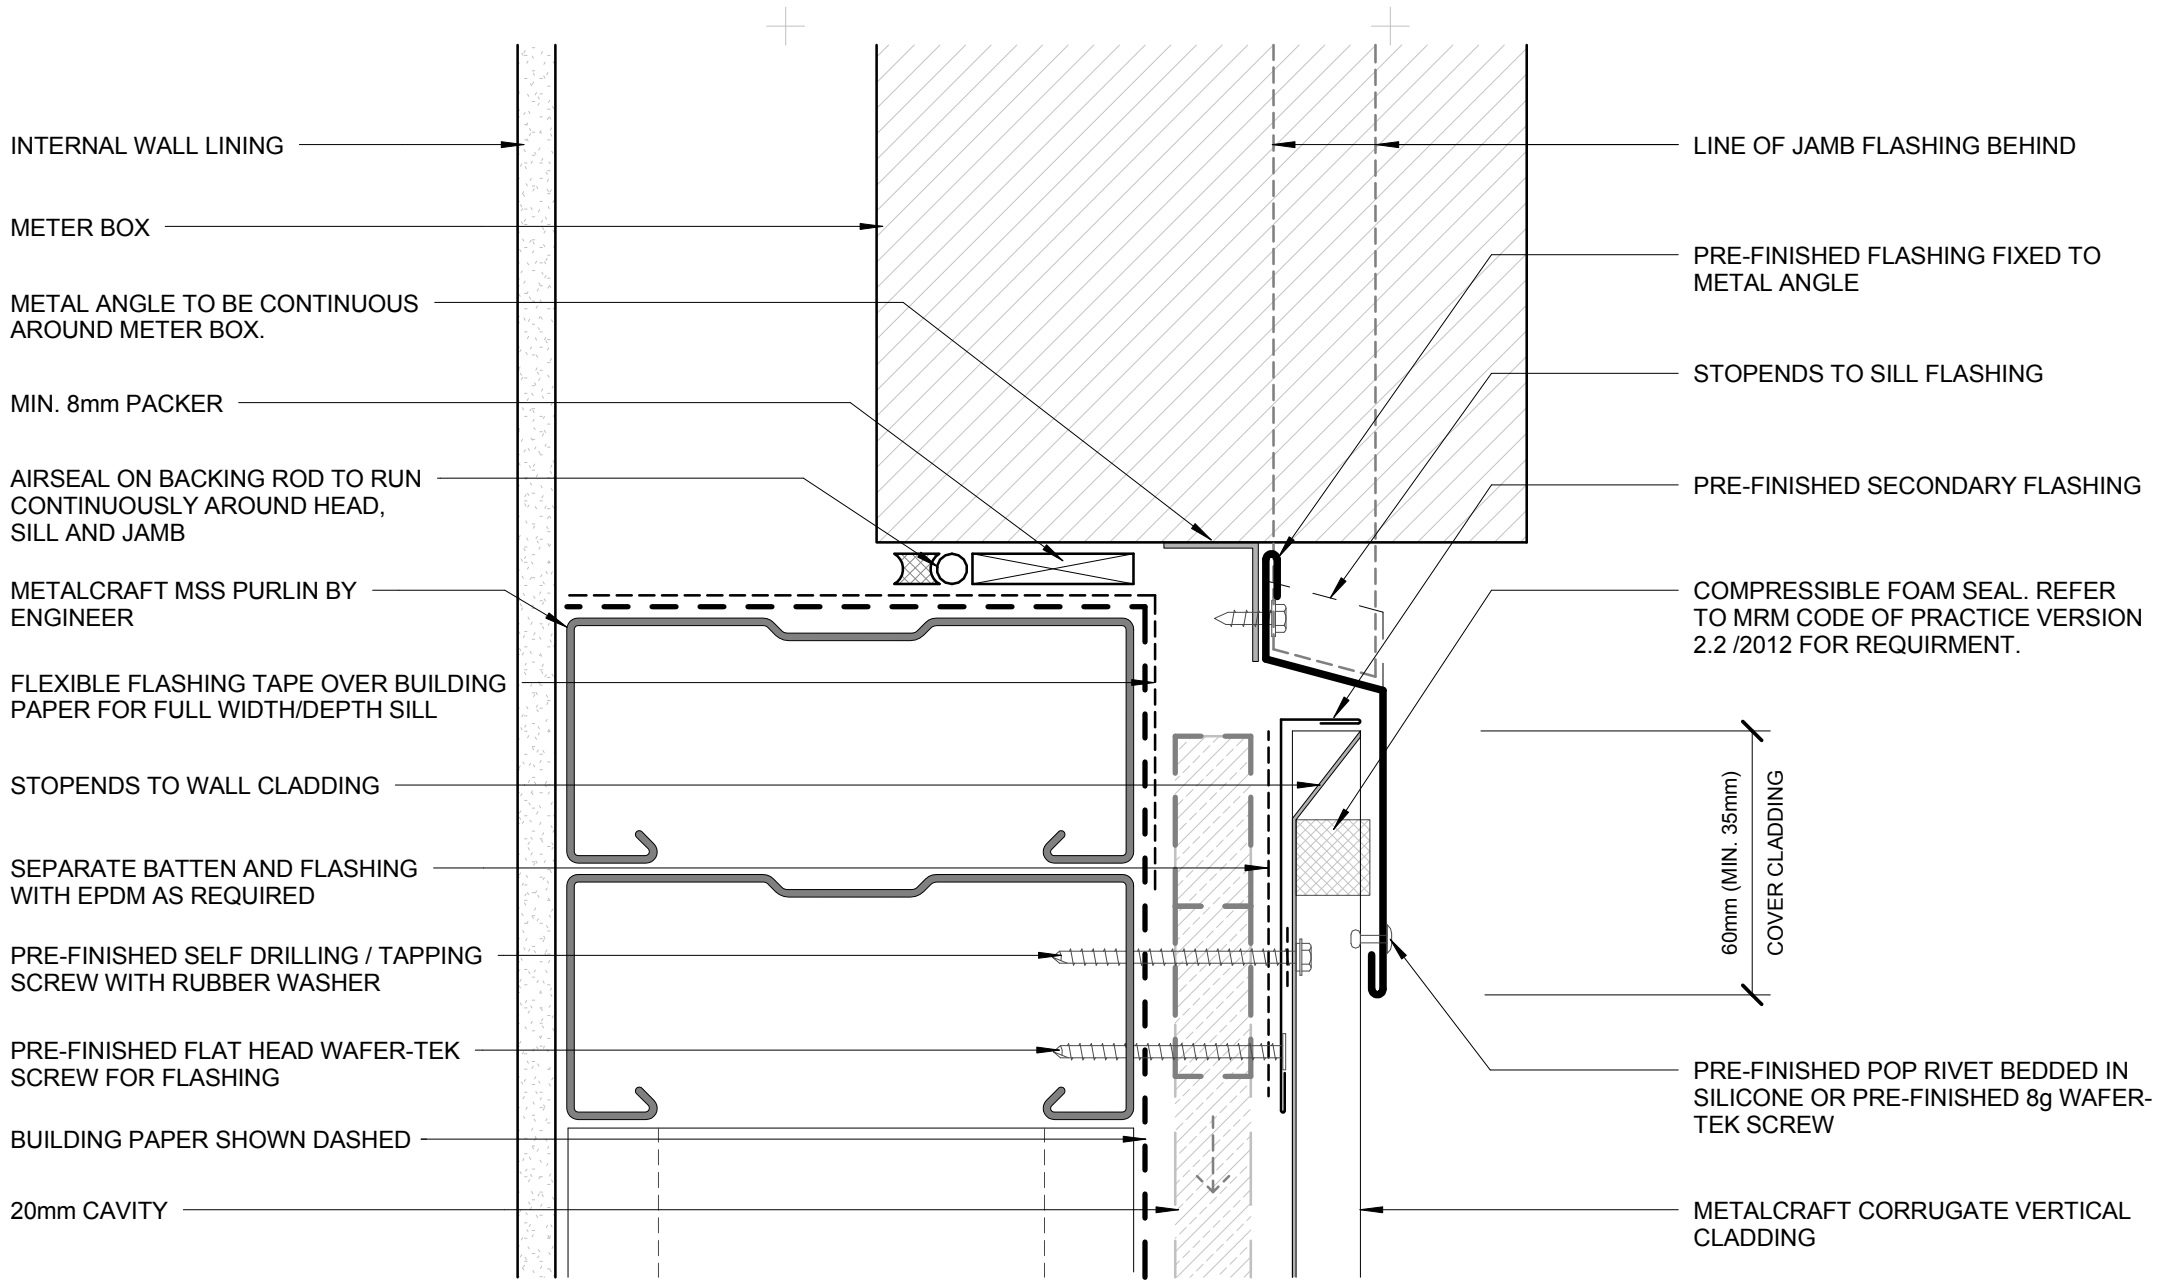 INTERNAL WALL LINING
METER BOX
METAL ANGLE TO BE CONTINUOUS
AROUND METER BOX.
MIN. 8mm PACKER
AIRSEAL ON BACKING ROD TO RUN
CONTINUOUSLY AROUND HEAD,
SILL AND JAMB
METALCRAFT MSS PURLIN BY
ENGINEER
FLEXIBLE FLASHING TAPE OVER BUILDING
PAPER FOR FULL WIDTH/DEPTH SILL
STOPENDS TO WALL CLADDING
SEPARATE BATTEN AND FLASHING
WITH EPDM AS REQUIRED
PRE-FINISHED SELF DRILLING / TAPPING
SCREW WITH RUBBER WASHER
PRE-FINISHED FLAT HEAD WAFER-TEK
SCREW FOR FLASHING
BUILDING PAPER SHOWN DASHED
20mm CAVITY
LINE OF JAMB FLASHING BEHIND
PRE-FINISHED FLASHING FIXED TO
METAL ANGLE
STOPENDS TO SILL FLASHING
PRE-FINISHED SECONDARY FLASHING
COMPRESSIBLE FOAM SEAL. REFER
TO MRM CODE OF PRACTICE VERSION
2.2 /2012 FOR REQUIRMENT.
60mm (MIN. 35mm)
COVER CLADDING
PRE-FINISHED POP RIVET BEDDED IN
SILICONE OR PRE-FINISHED 8g WAFER-
TEK SCREW
METALCRAFT CORRUGATE VERTICAL
CLADDING